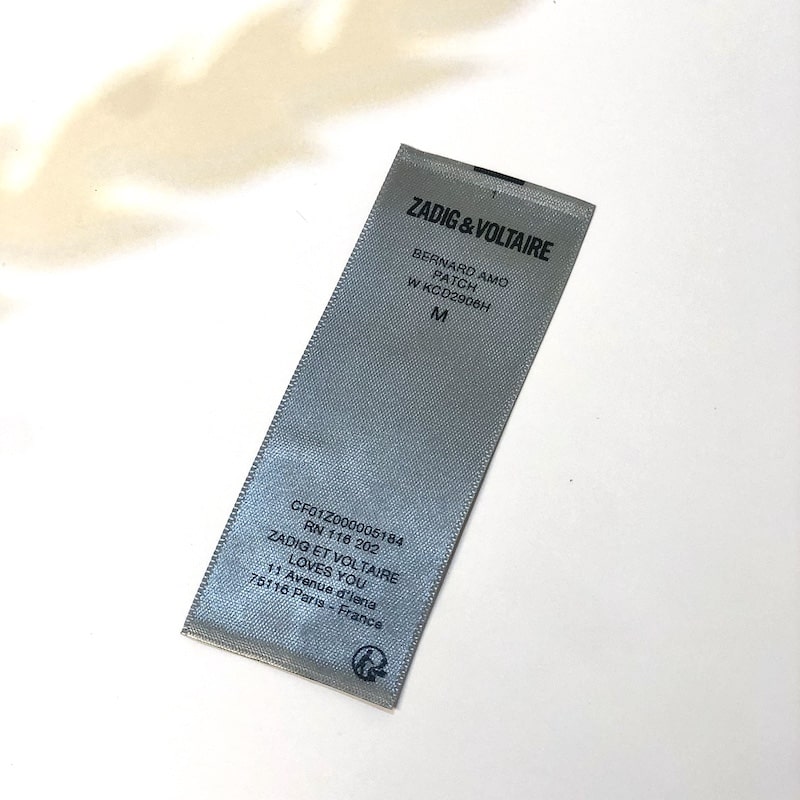 1
ZADIG & VOLTAIRE
BERNARD AMO
PATCH
W KCD2906H
M
CF01Z000005184
RN 116 202
ZADIG ET VOLTAIRE
LOVES YOU
11 Avenue d'Iena
75116 Paris - France